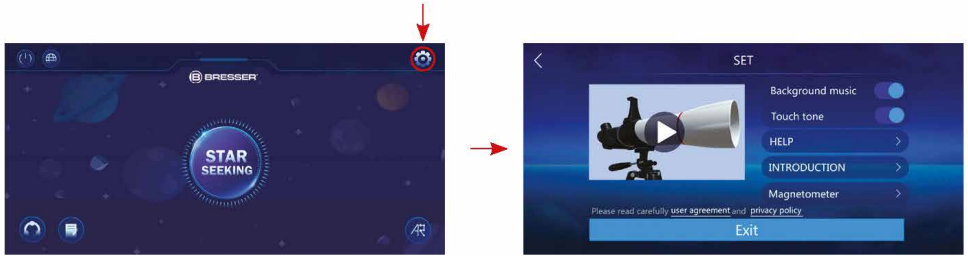 BRESSER
STAR
SEEKING
AR
SET
Background music
Touch tone
HELP
INTRODUCTION
Magnetometer
Please read carefully user agreement and privacy policy
Exit